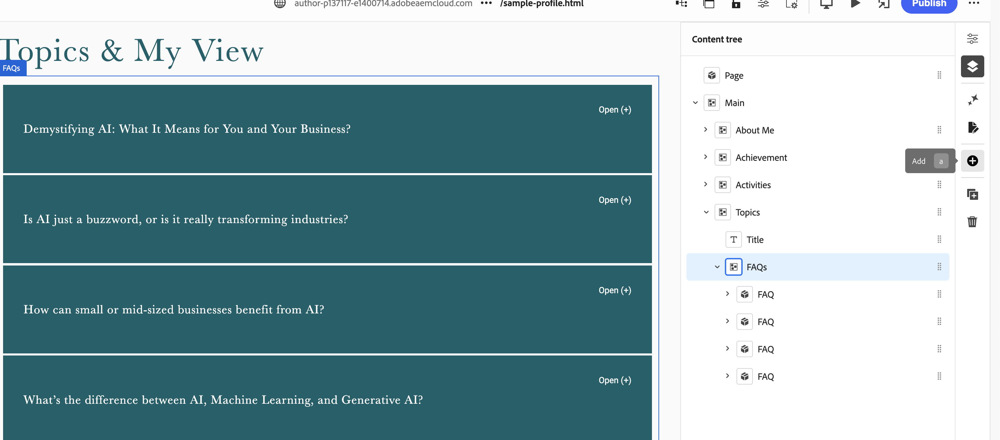 author-p137117-e1400714.adobeaemcloud.com ••• /sample-profile.html
Publish
Topics & My View
FAQs
Open (+)
Demystifying AI: What It Means for You and Your Business?
Open (+)
Is AI just a buzzword, or is it really transforming industries?
Open (+)
How can small or mid-sized businesses benefit from AI?
Open (+)
What’s the difference between AI, Machine Learning, and Generative AI?
Content tree
Page
Main
About Me
Achievement
Activities
Topics
T Title
FAQs
FAQ
FAQ
FAQ
FAQ
Add a